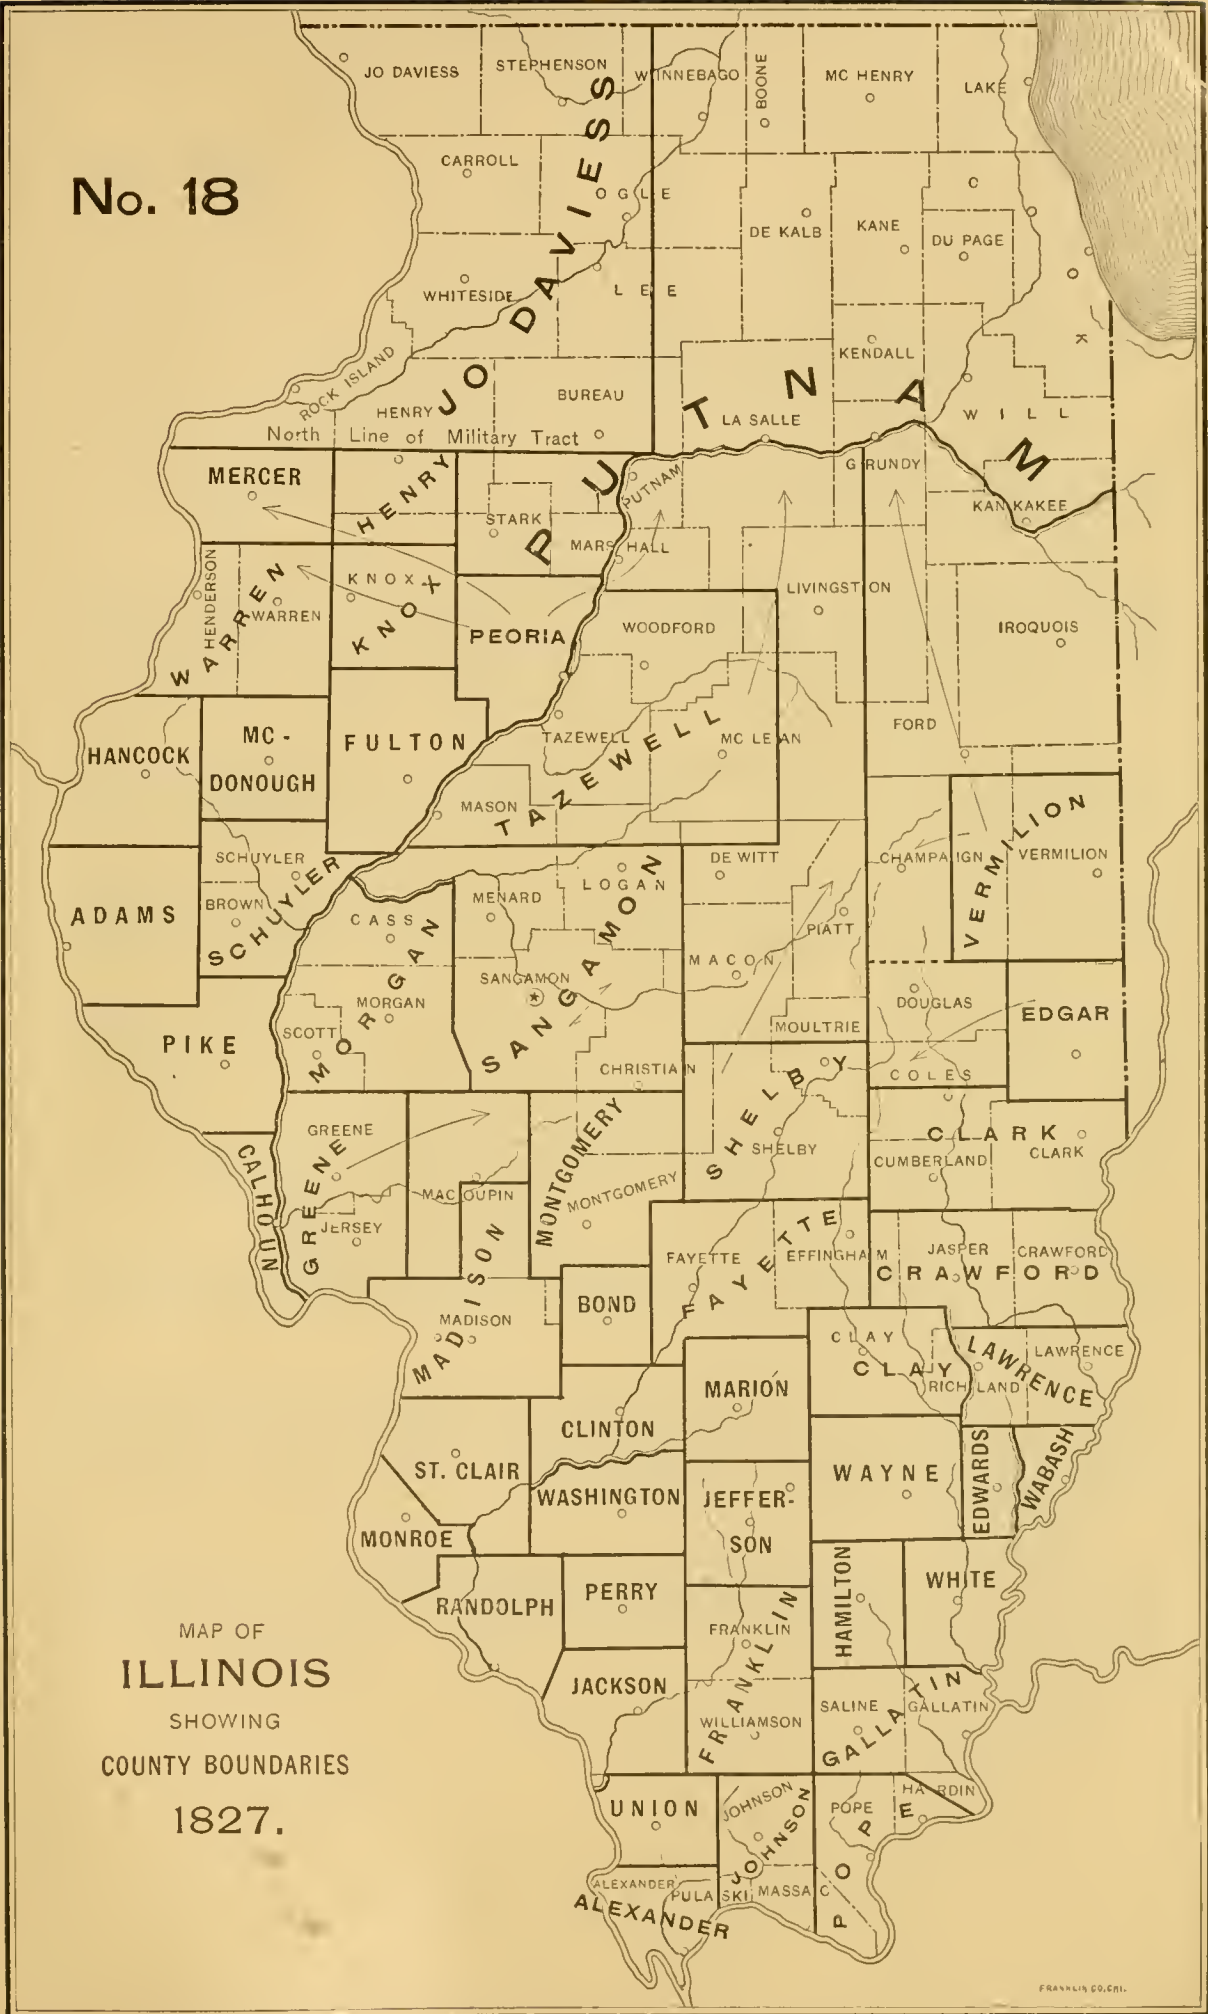 No. 18
JO DAVIESS
STEPHENSON
WINNEBAGO
BOONE
MC HENRY
LAKE
CARROLL
OGLE
DE KALB
KANE
DU PAGE
COOK
WHITESIDE
LEE
JO DAVIESS
ROCK ISLAND
HENRY
BUREAU
KENDALL
LA SALLE
WILL
PUTNAM
North Line of Military Tract
MERCER
HENRY
STARK
PUTNAM
GRUNDY
KANKAKEE
MARSHALL
HENDERSON
WARREN
WARREN
KNOX
KNOX
PEORIA
WOODFORD
LIVINGSTON
IROQUOIS
HANCOCK
MC-
DONOUGH
FULTON
TAZEWELL
TAZEWELL
MC LEAN
FORD
MASON
SCHUYLER
SCHUYLER
BROWN
ADAMS
CASS
MENARD
LOGAN
DE WITT
CHAMPAIGN
VERMILION
VERMILION
PIATT
MACON
SANGAMON
SANGAMON
MORGAN
MORGAN
SCOTT
PIKE
DOUGLAS
EDGAR
MOULTRIE
COLES
CHRISTIAN
SHELBY
SHELBY
CLARK
CLARK
CUMBERLAND
GREENE
GREENE
CALHOUN
JERSEY
MACOUPIN
MONTGOMERY
MONTGOMERY
FAYETTE
FAYETTE
EFFINGHAM
JASPER
CRAWFORD
CRAWFORD
MADISON
MADISON
BOND
CLAY
CLAY
LAWRENCE
LAWRENCE
RICHLAND
MARION
CLINTON
ST. CLAIR
WASHINGTON
JEFFER-
SON
WAYNE
EDWARDS
WABASH
MONROE
RANDOLPH
PERRY
HAMILTON
WHITE
FRANKLIN
FRANKLIN
JACKSON
WILLIAMSON
SALINE
GALLATIN
GALLATIN
UNION
JOHNSON
JOHNSON
POPE
POPE
HARDIN
ALEXANDER
ALEXANDER
PULASKI
MASSAC
MAP OF
ILLINOIS
SHOWING
COUNTY BOUNDARIES
1827.
FRANKLIN CO. CHI.